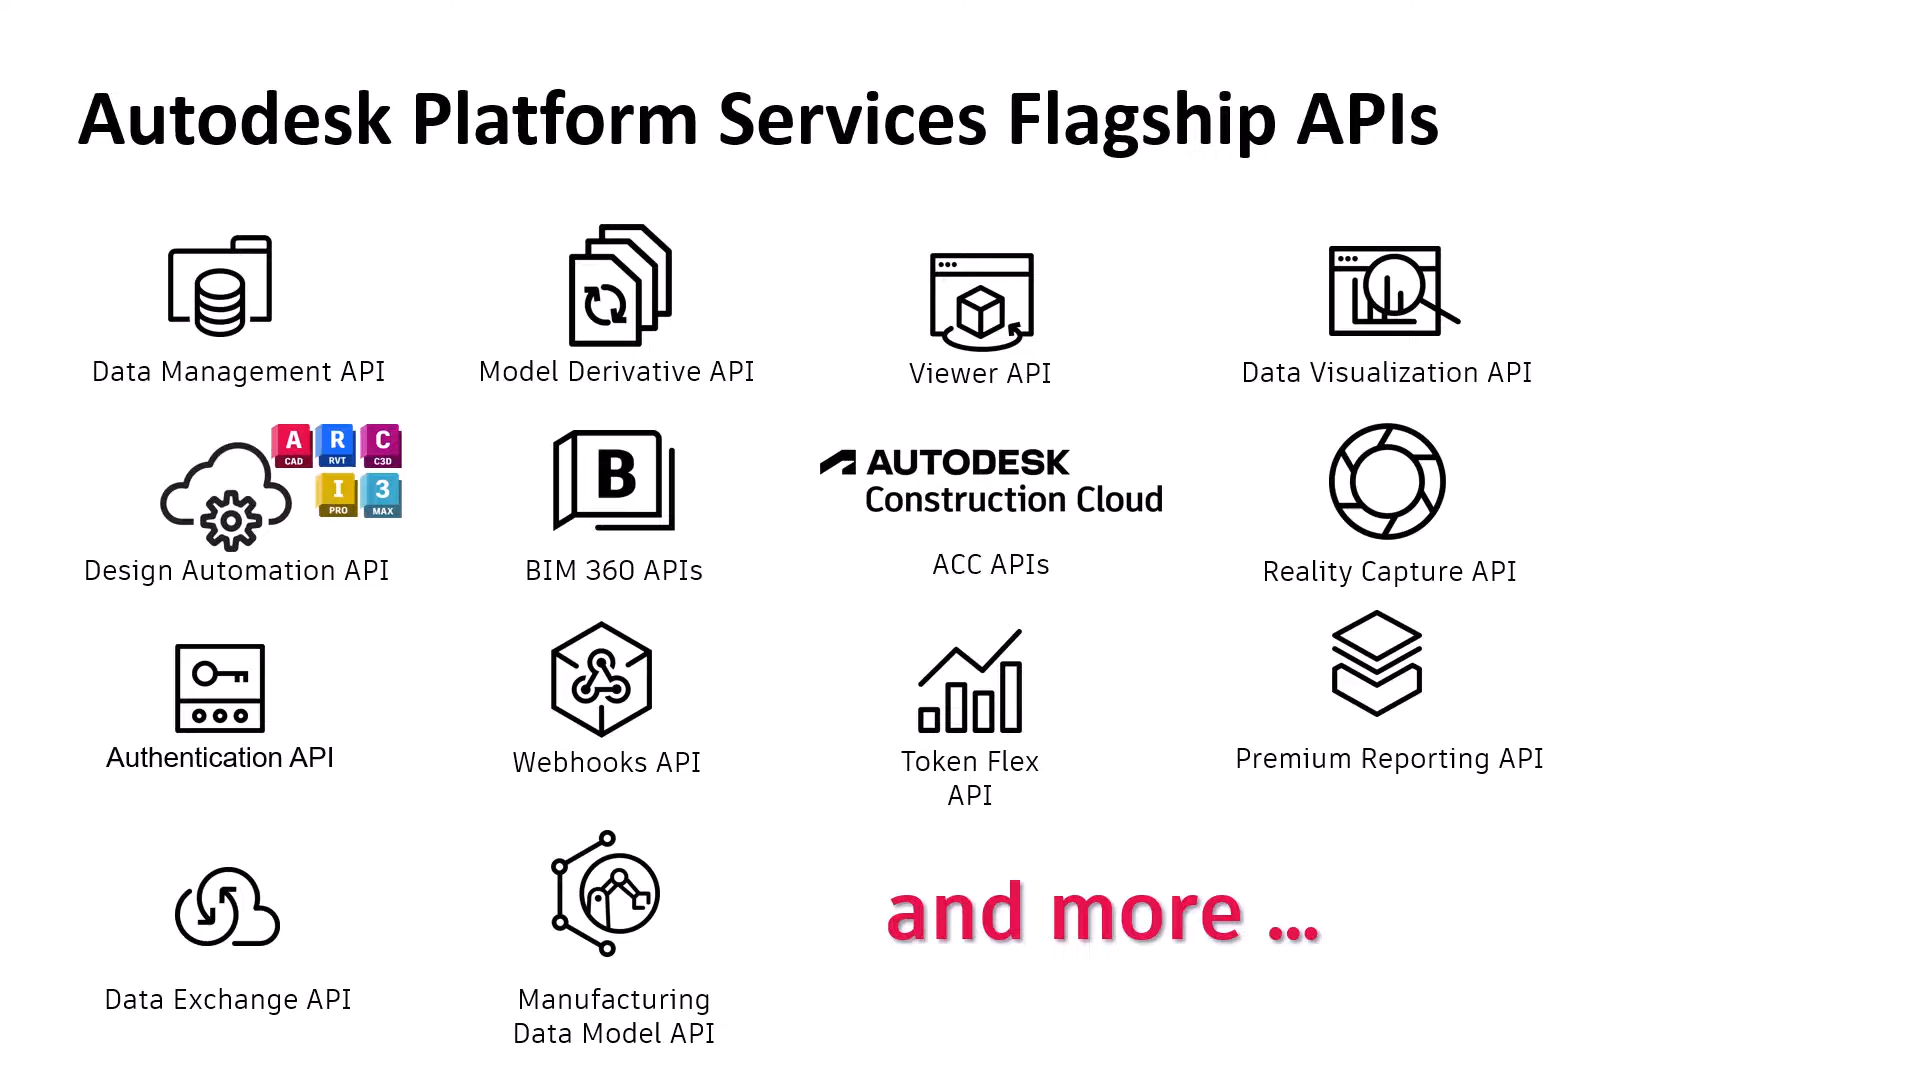 Autodesk Platform Services Flagship APIs
Data Management API
Model Derivative API
Viewer API
Data Visualization API
A
CAD
R
RVT
C
C3D
I
PRO
3
MAX
Design Automation API
B
BIM 360 APIs
AUTODESK
Construction Cloud
ACC APIs
Reality Capture API
Authentication API
Webhooks API
Token Flex
API
Premium Reporting API
Data Exchange API
Manufacturing
Data Model API
and more ...